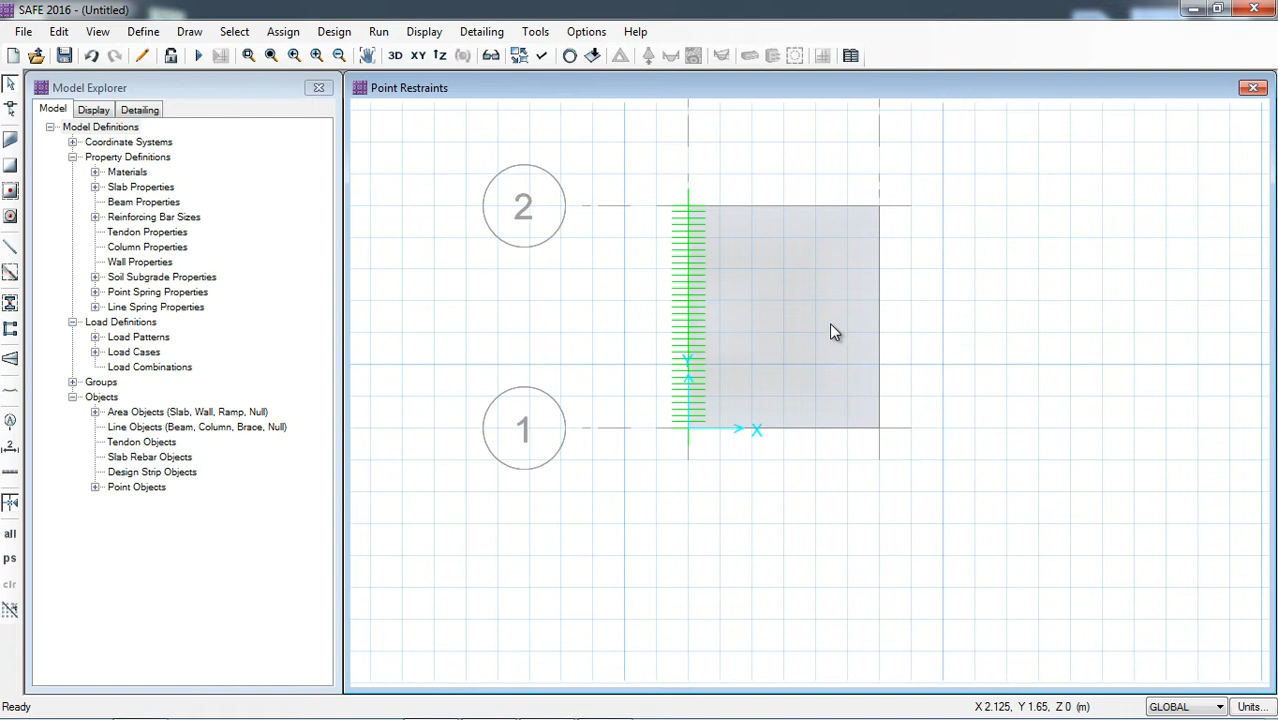 SAFE 2016 - (Untitled)
File Edit View Define Draw Select Assign Design Run Display Detailing Tools Options Help
3D XY
Model Explorer
Point Restraints
Model Display Detailing
Model Definitions
Coordinate Systems
Property Definitions
Materials
Slab Properties
Beam Properties
Reinforcing Bar Sizes
Tendon Properties
Column Properties
Wall Properties
Soil Subgrade Properties
Point Spring Properties
Line Spring Properties
Load Definitions
Load Patterns
Load Cases
Load Combinations
Groups
Objects
Area Objects (Slab, Wall, Ramp, Null)
Line Objects (Beam, Column, Brace, Null)
Tendon Objects
Slab Rebar Objects
Design Strip Objects
Point Objects
all
ps
clr
2
1
Y
X
Ready
X 2.125, Y 1.65, Z 0 (m)
GLOBAL
Units...